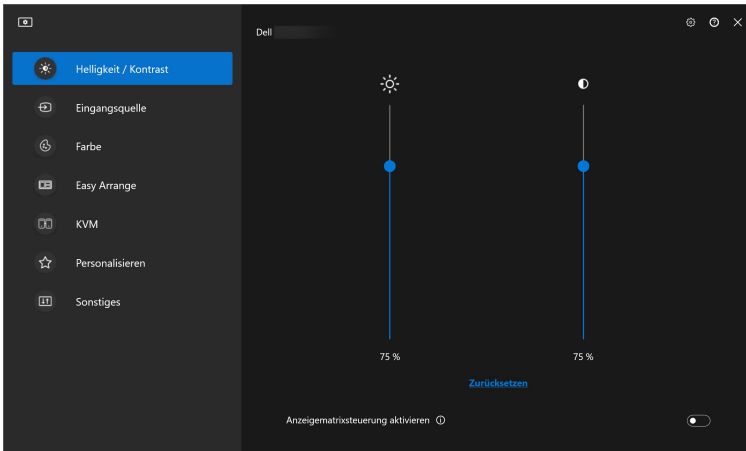 Dell
Helligkeit / Kontrast
Eingangsquelle
Farbe
Easy Arrange
KVM
Personalisieren
Sonstiges
75 %
75 %
Zurücksetzen
Anzeigematrixsteuerung aktivieren